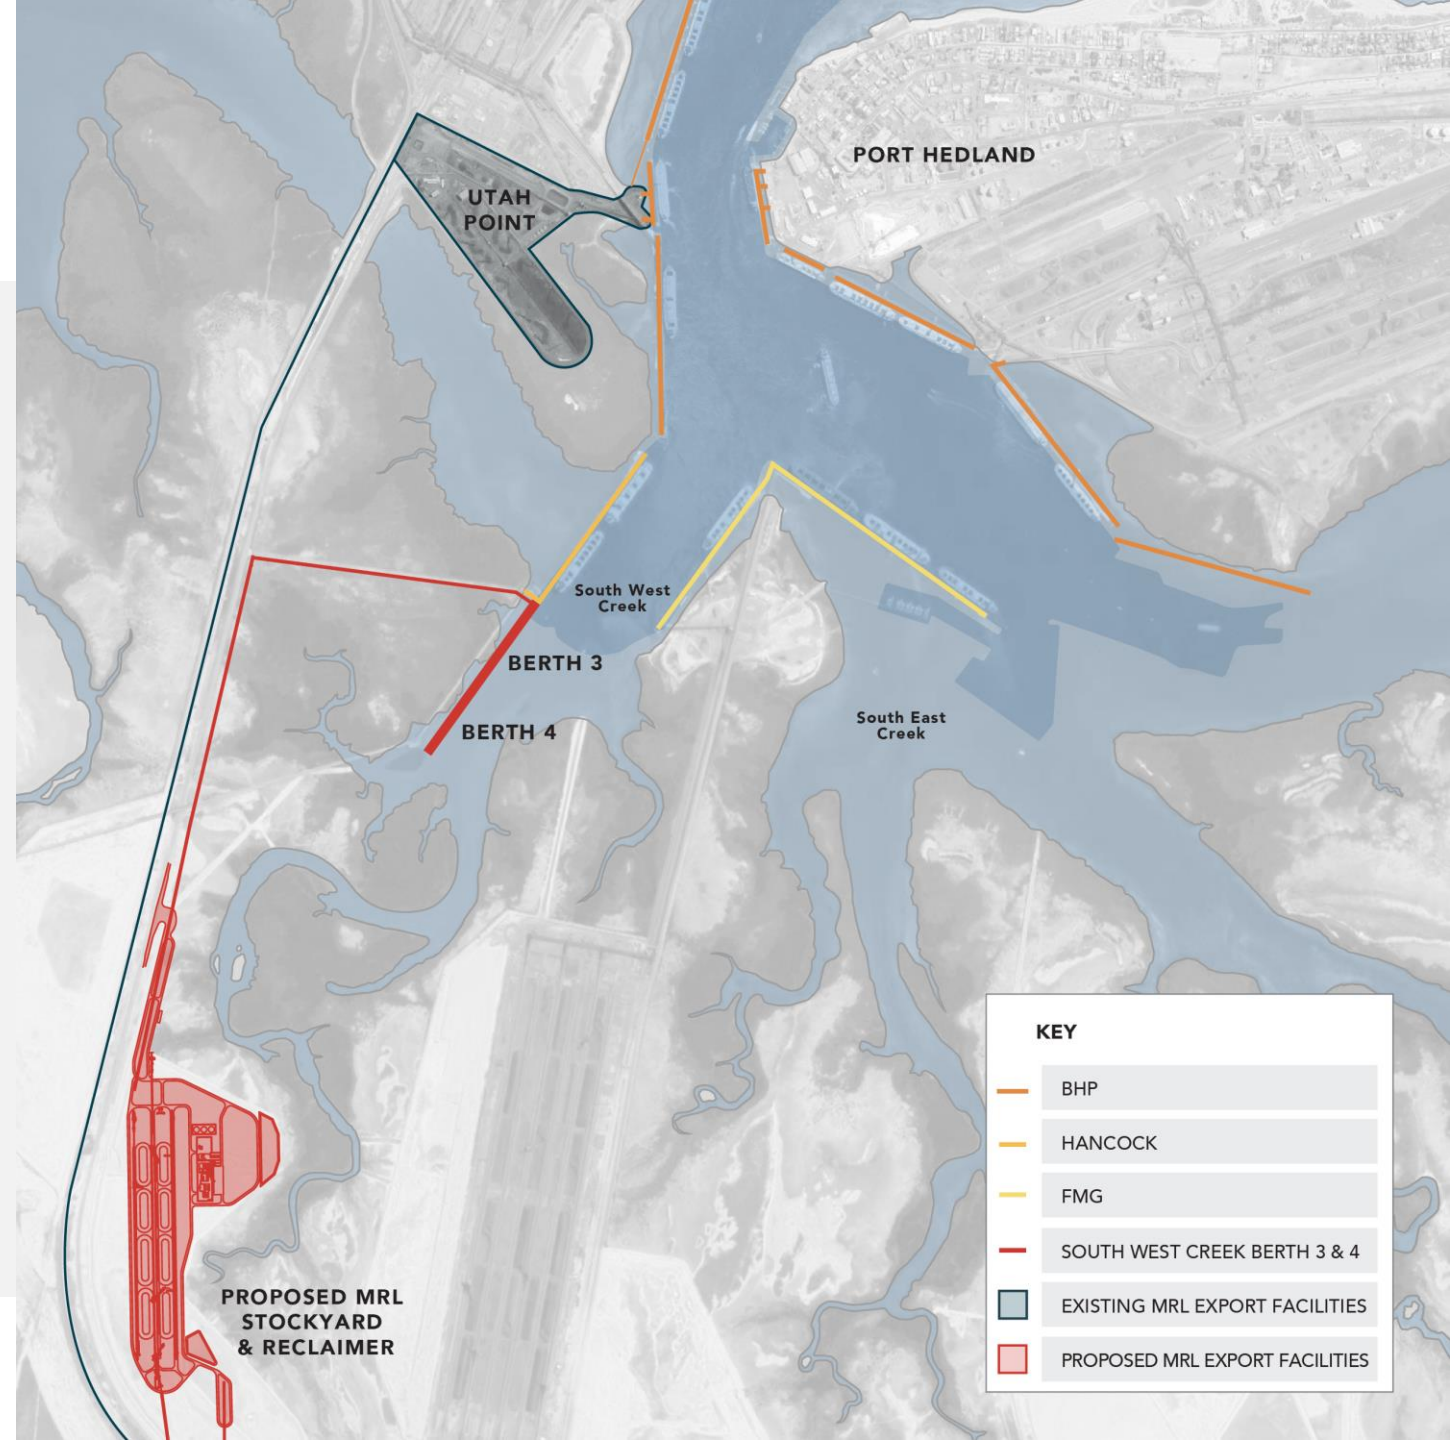 PORT HEDLAND
UTAH
POINT
South West
Creek
BERTH 3
BERTH 4
South East
Creek
PROPOSED MRL
STOCKYARD
& RECLAIMER
KEY
BHP
HANCOCK
FMG
SOUTH WEST CREEK BERTH 3 & 4
EXISTING MRL EXPORT FACILITIES
PROPOSED MRL EXPORT FACILITIES